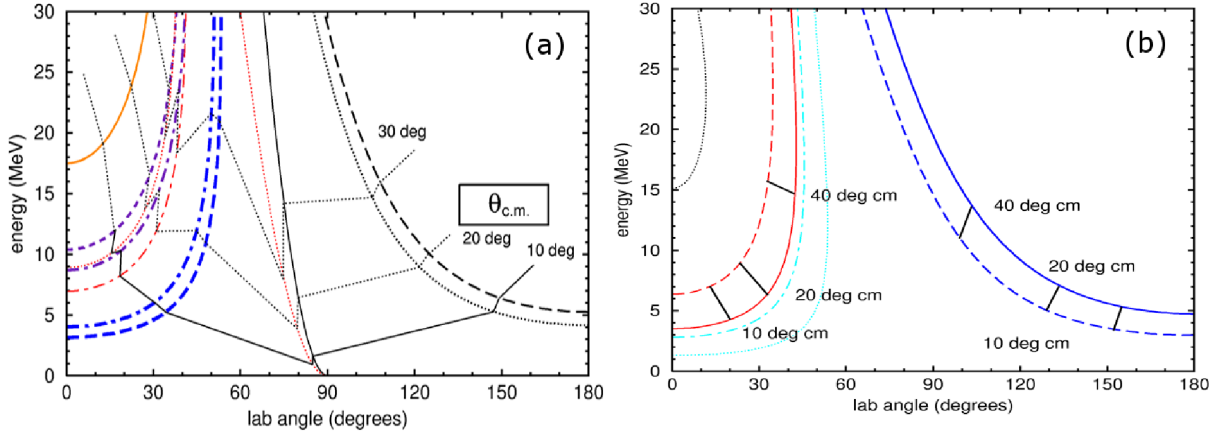 (a)
30
25
20
15
10
5
0
energy (MeV)
30 deg
θc.m.
20 deg
10 deg
0 30 60 90 120 150 180
lab angle (degrees)
(b)
30
25
20
15
10
5
0
energy (MeV)
40 deg cm
40 deg cm
20 deg cm
20 deg cm
10 deg cm
10 deg cm
0 30 60 90 120 150 180
lab angle (degrees)